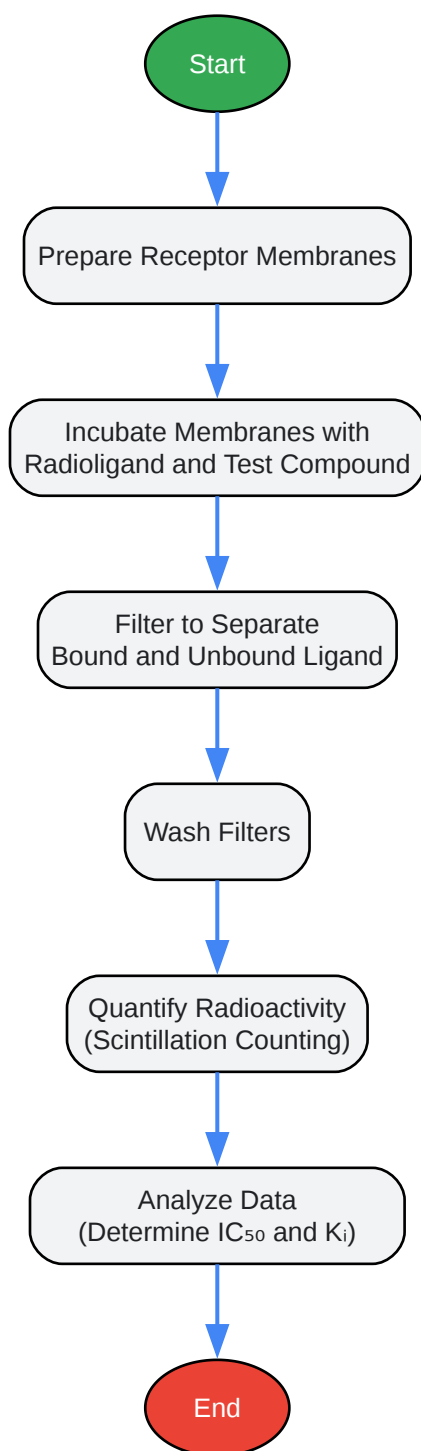 Start
Prepare Receptor Membranes
Incubate Membranes with
Radioligand and Test Compound
Filter to Separate
Bound and Unbound Ligand
Wash Filters
Quantify Radioactivity
(Scintillation Counting)
Analyze Data
(Determine IC₅₀ and Kᵢ)
End